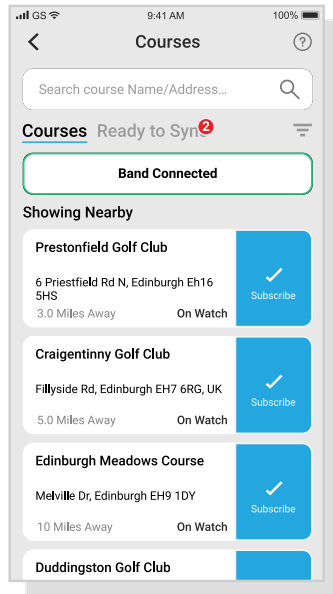 GS 9:41 AM 100%
Courses ?
Search course Name/Address...
Courses Ready to Sync 2
Band Connected
Showing Nearby
Prestonfield Golf Club
6 Priestfield Rd N, Edinburgh Eh16
5HS
3.0 Miles Away On Watch
Subscribe
Craigentinny Golf Club
Fillyside Rd, Edinburgh EH7 6RG, UK
5.0 Miles Away On Watch
Subscribe
Edinburgh Meadows Course
Melville Dr, Edinburgh EH9 1DY
10 Miles Away On Watch
Subscribe
Duddingston Golf Club